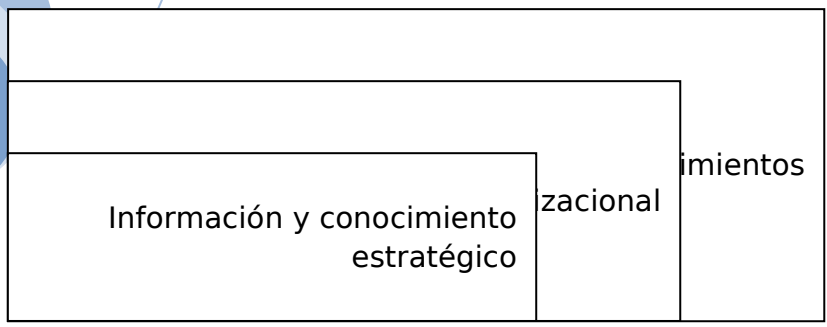 imientos
izacional
Información y conocimiento
estratégico